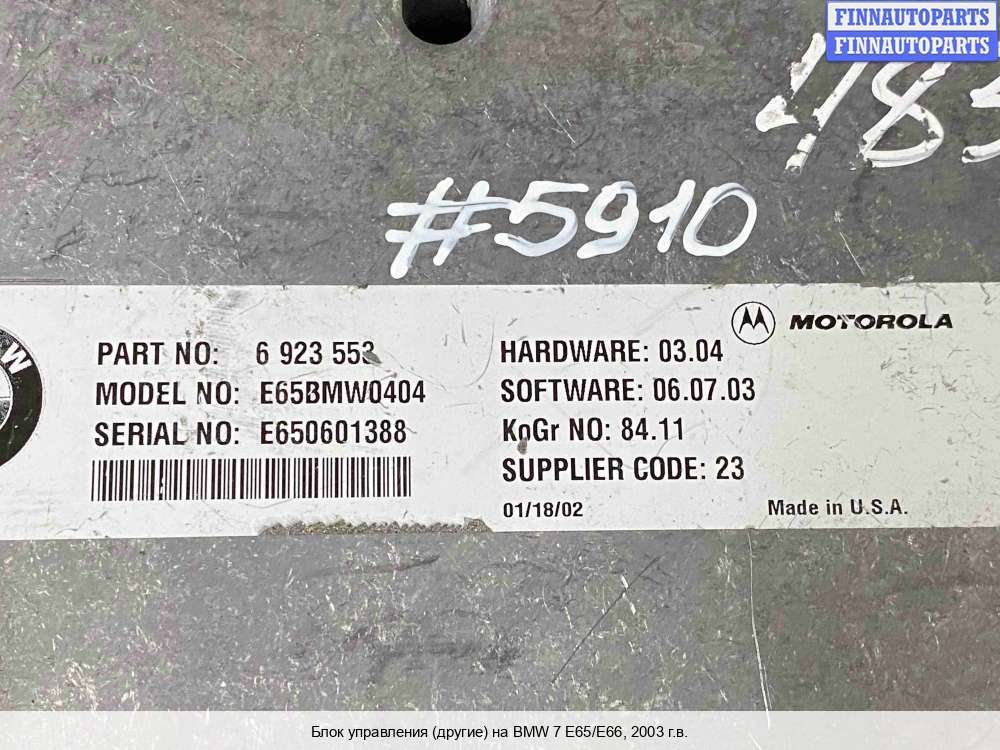 FINNAUTOPARTS
FINNAUTOPARTS
#5910
PART NO: 6 923 553
MODEL NO: E65BMW0404
SERIAL NO: E650601388
MOTOROLA
HARDWARE: 03.04
SOFTWARE: 06.07.03
KoGr NO: 84.11
SUPPLIER CODE: 23
01/18/02
Made in U.S.A.
Блок управления (другие) на BMW 7 E65/E66, 2003 г.в.